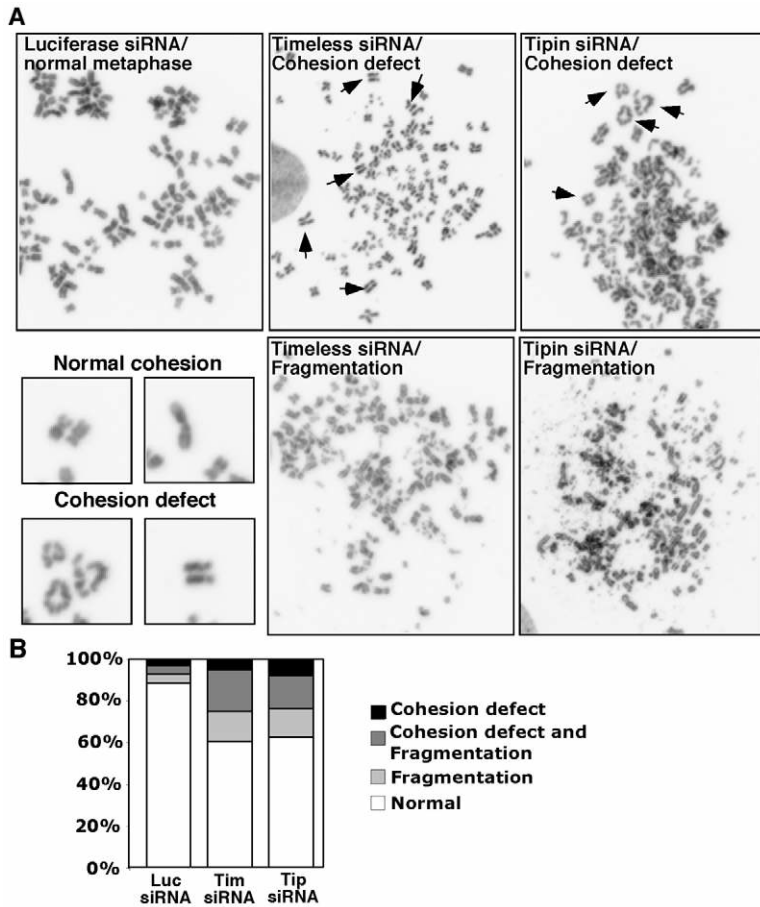 A
Luciferase siRNA/
normal metaphase
Timeless siRNA/
Cohesion defect
Tipin siRNA/
Cohesion defect
Normal cohesion
Cohesion defect
Timeless siRNA/
Fragmentation
Tipin siRNA/
Fragmentation
B
100%
80%
60%
40%
20%
0%
Luc
siRNA
Tim
siRNA
Tip
siRNA
Cohesion defect
Cohesion defect and
Fragmentation
Fragmentation
Normal